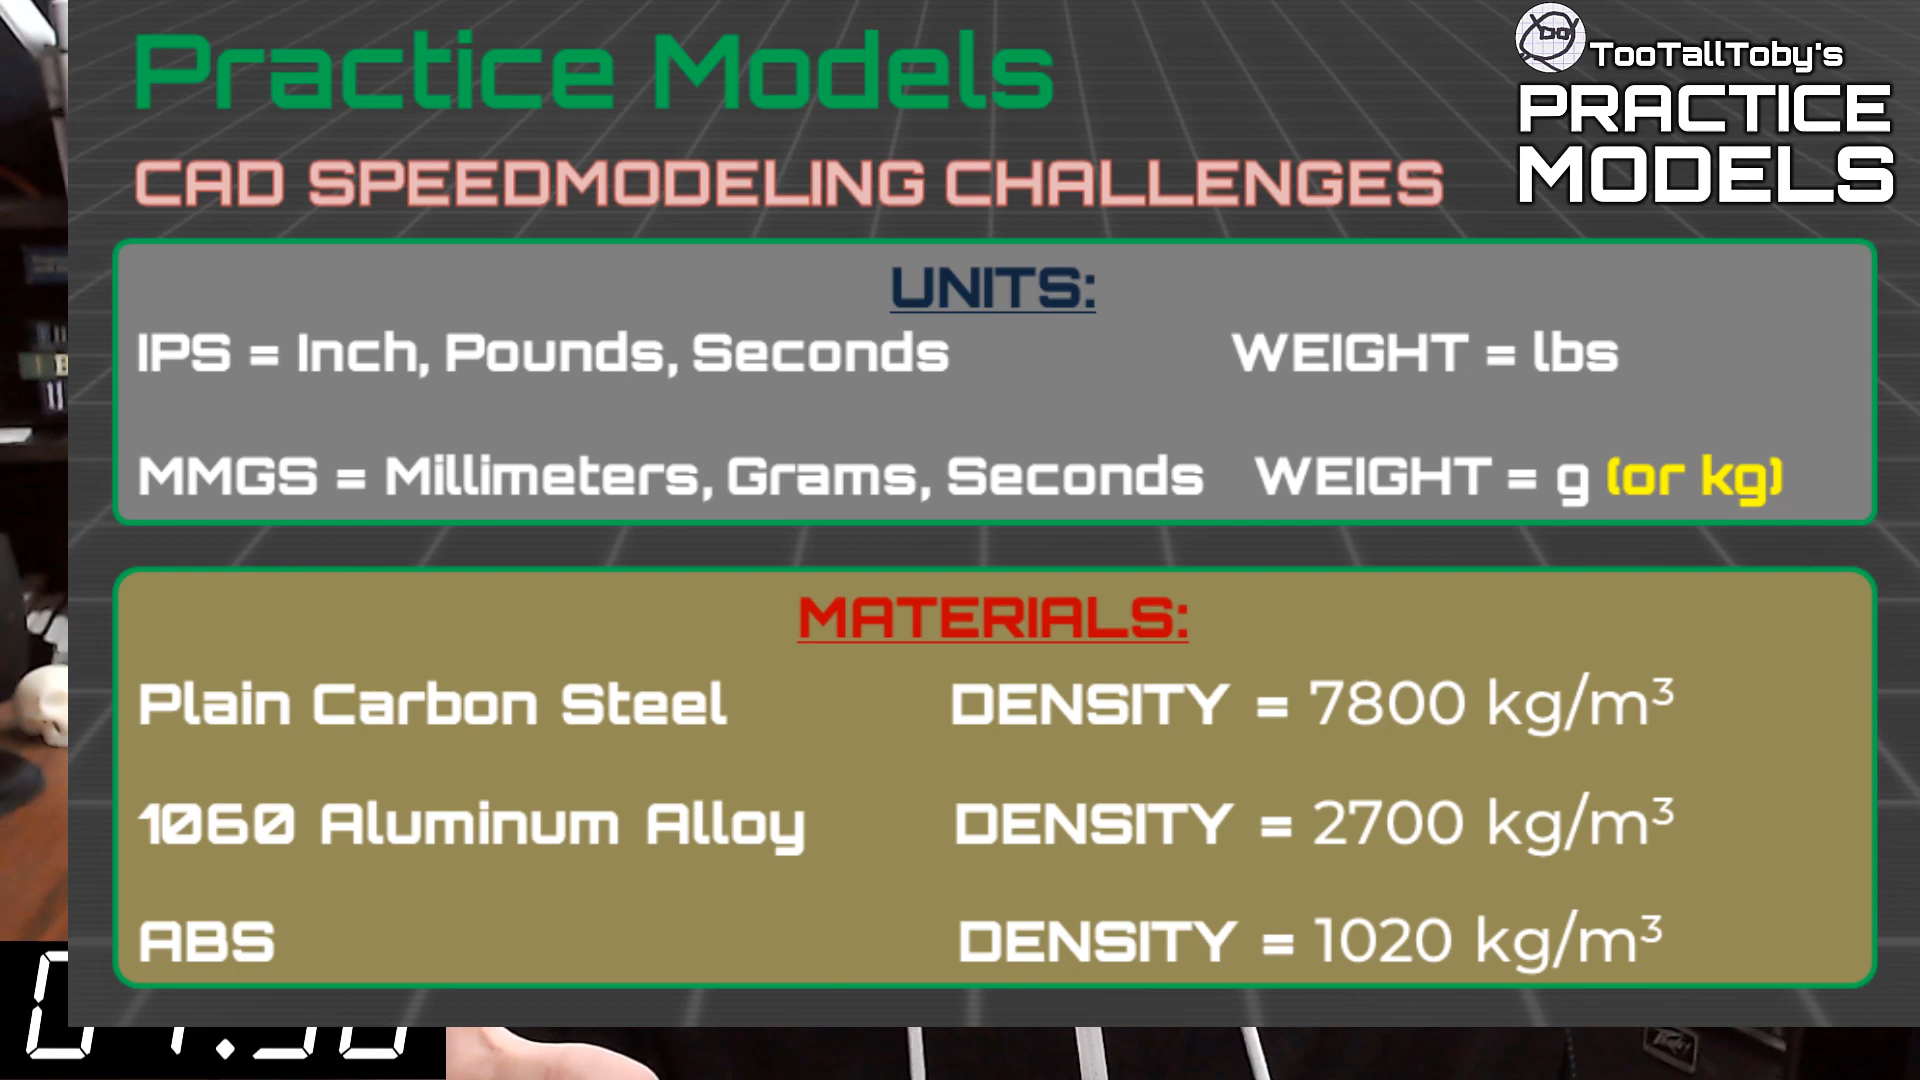 Practice Models
TooTallToby's
PRACTICE
MODELS
CAD SPEEDMODELING CHALLENGES
UNITS:
IPS = Inch, Pounds, Seconds WEIGHT = lbs
MMGS = Millimeters, Grams, Seconds WEIGHT = g (or kg)
MATERIALS:
Plain Carbon Steel DENSITY = 7800 kg/m³
1060 Aluminum Alloy DENSITY = 2700 kg/m³
ABS DENSITY = 1020 kg/m³